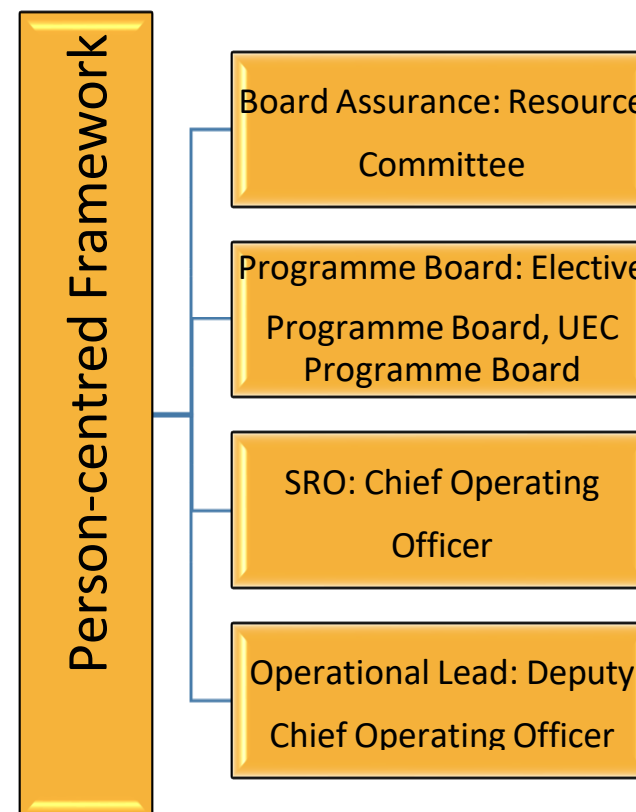 Person-centred Framework
Board Assurance: Resource
Committee
Programme Board: Elective
Programme Board, UEC
Programme Board
SRO: Chief Operating
Officer
Operational Lead: Deputy
Chief Operating Officer